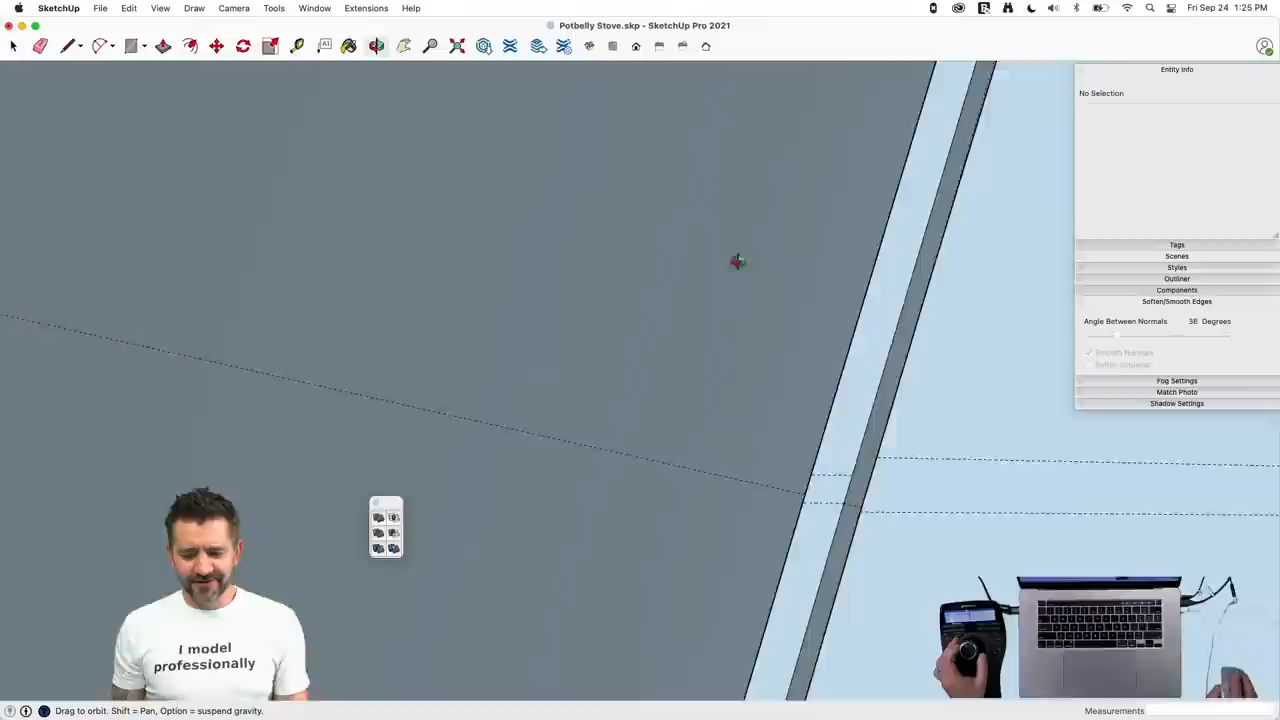 SketchUp File Edit View Draw Camera Tools Window Extensions Help Fri Sep 24 1:25 PM
Potbelly Stove.skp - SketchUp Pro 2021
Entity Info
No Selection
Tags
Scenes
Styles
Outliner
Components
Soften/Smooth Edges
Angle Between Normals 36 Degrees
Smooth Normals
Soften coplanar
Fog Settings
Match Photo
Shadow Settings
I model
professionally
Drag to orbit. Shift = Pan, Option = suspend gravity.
Measurements